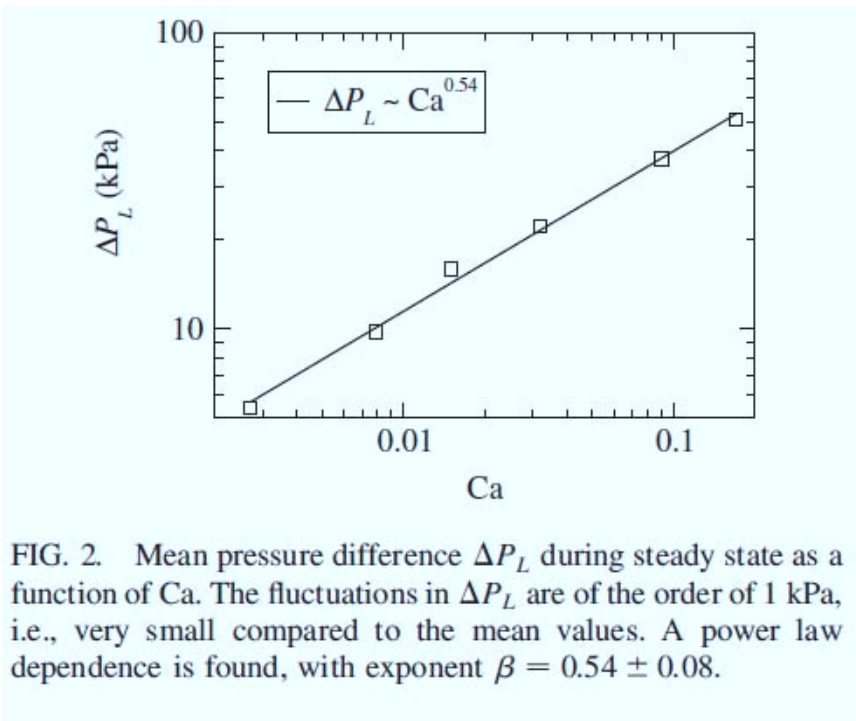 100
ΔP_L ~ Ca^0.54
ΔP_L (kPa)
10
0.01
0.1
Ca
FIG. 2. Mean pressure difference ΔP_L during steady state as a
function of Ca. The fluctuations in ΔP_L are of the order of 1 kPa,
i.e., very small compared to the mean values. A power law
dependence is found, with exponent β = 0.54 ± 0.08.